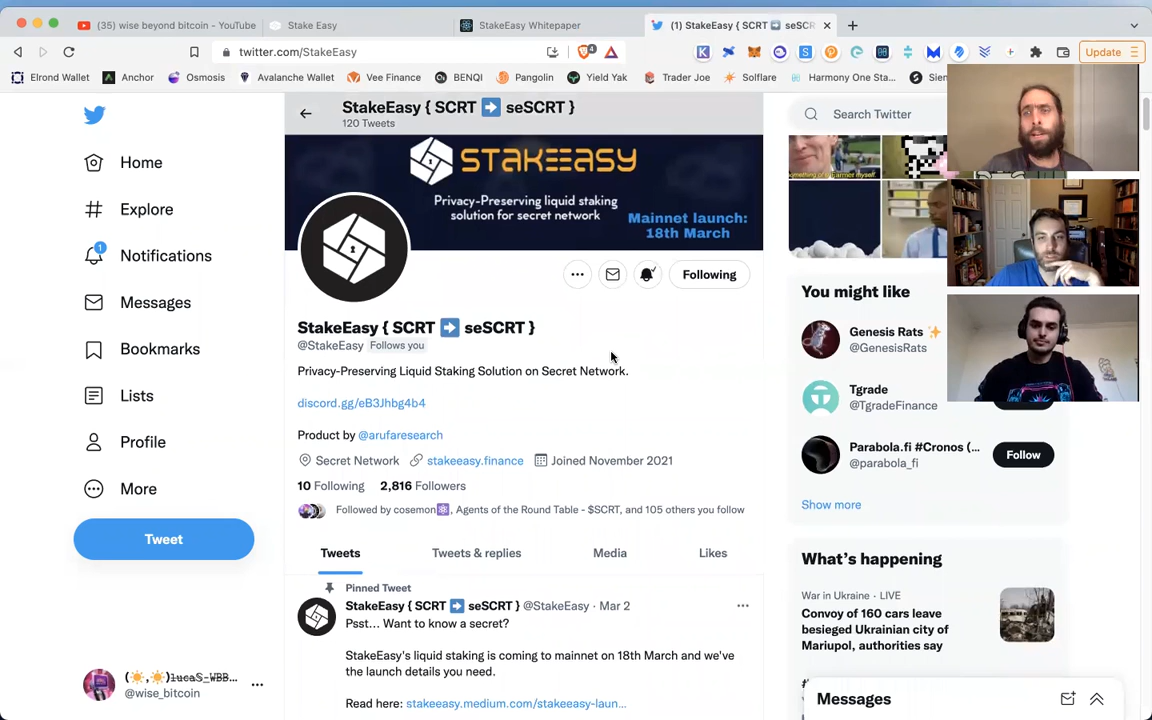 (35) wise beyond bitcoin - YouTube
Stake Easy
StakeEasy Whitepaper
(1) StakeEasy { SCRT ➡️ seSCR
twitter.com/StakeEasy
4
Update
Elrond Wallet
Anchor
Osmosis
Avalanche Wallet
Vee Finance
BENQI
Pangolin
Yield Yak
Trader Joe
Solflare
Harmony One Sta...
Sien
StakeEasy { SCRT ➡️ seSCRT }
120 Tweets
Search Twitter
STAKEEASY
Privacy-Preserving liquid staking
solution for secret network
Mainnet launch:
18th March
Home
Explore
1
Notifications
Messages
Bookmarks
Lists
Profile
More
Tweet
Following
StakeEasy { SCRT ➡️ seSCRT }
@StakeEasy
Follows you
Privacy-Preserving Liquid Staking Solution on Secret Network.
discord.gg/eB3Jhbg4b4
Product by @arufaresearch
Secret Network
stakeeasy.finance
Joined November 2021
10 Following
2,816 Followers
Followed by cosemon⚛️, Agents of the Round Table - $SCRT, and 105 others you follow
Tweets
Tweets & replies
Media
Likes
Pinned Tweet
StakeEasy { SCRT ➡️ seSCRT } @StakeEasy · Mar 2
Psst... Want to know a secret?
StakeEasy's liquid staking is coming to mainnet on 18th March and we've
the launch details you need.
Read here: stakeeasy.medium.com/stakeeasy-laun...
You might like
Genesis Rats ✨
@GenesisRats
Tgrade
@TgradeFinance
Parabola.fi #Cronos (...
@parabola_fi
Follow
Show more
What's happening
War in Ukraine · LIVE
Convoy of 160 cars leave
besieged Ukrainian city of
Mariupol, authorities say
Messages
(☀️,☀️)lucaS_WBB...
@wise_bitcoin